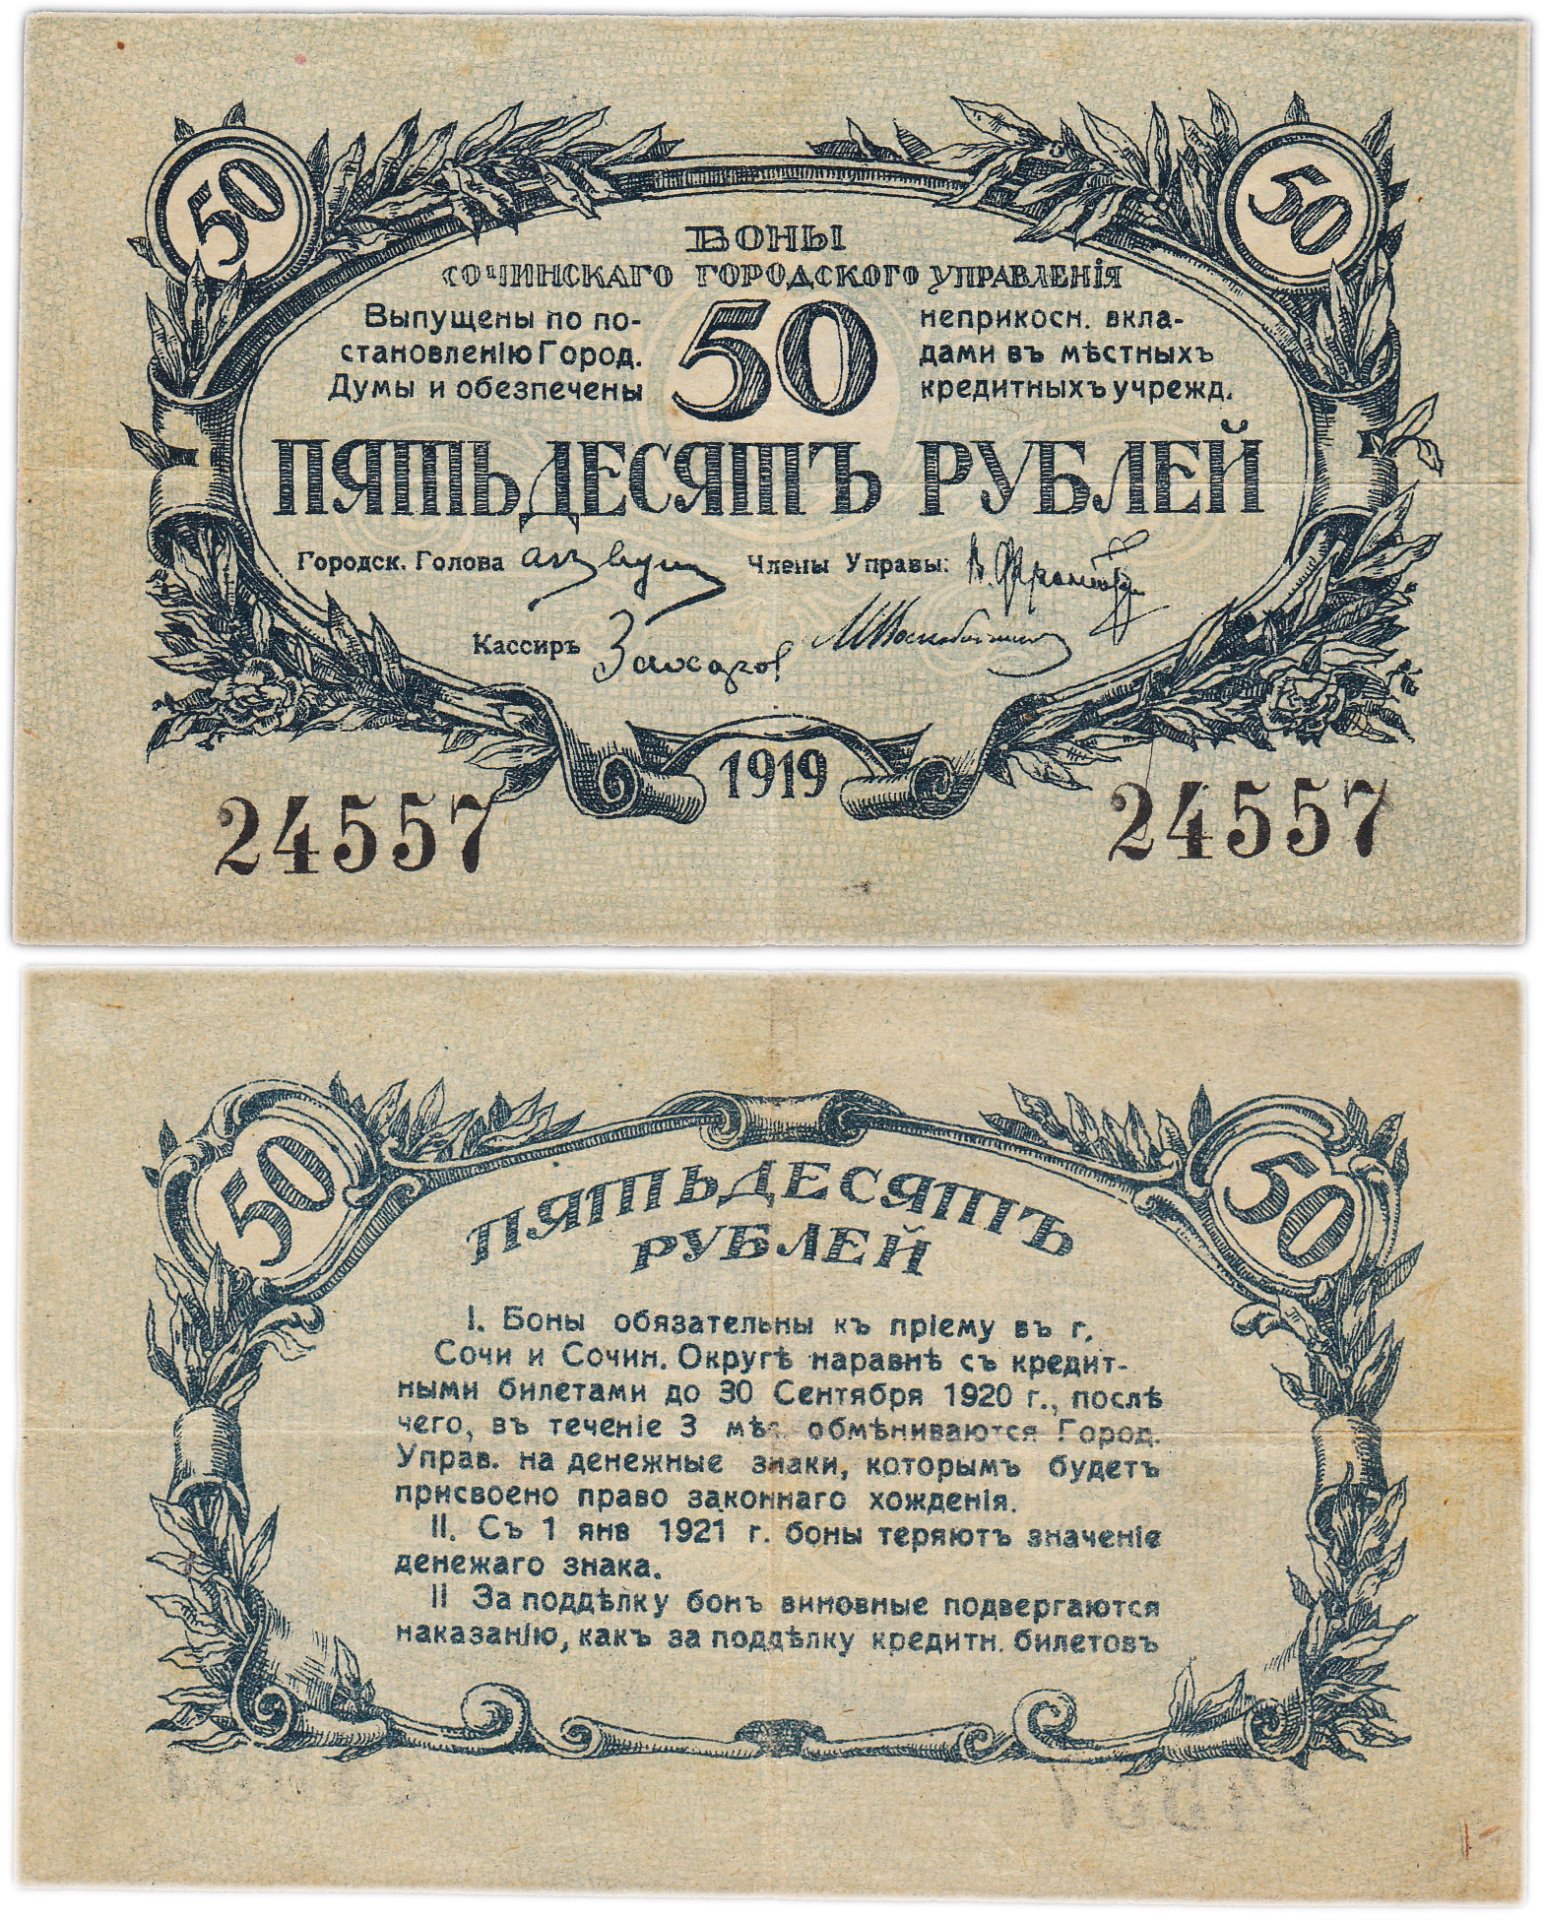 50
50
БОНЫ
СОЧИНСКАГО ГОРОДСКОГО УПРАВЛЕНІЯ
Выпущены по по-
становленію Город.
Думы и обезпечены
50
неприкосн. вкла-
дами въ мѣстныхъ
кредитныхъ учрежд.
ПЯТЬДЕСЯТЪ РУБЛЕЙ
Городск. Голова
Члены Управы:
Кассиръ Захаров
1919
24557
24557
50
50
ПЯТЬДЕСЯТЪ
РУБЛЕЙ
I. Боны обязательны къ пріему въ г.
Сочи и Сочин. Округѣ наравнѣ съ кредит-
ными билетами до 30 Сентября 1920 г., послѣ
чего, въ теченіе 3 мѣс. обмѣниваются Город.
Управ. на денежные знаки, которымъ будетъ
присвоено право законнаго хожденія.
II. Съ 1 янв 1921 г. боны теряютъ значеніе
денежаго знака.
II За поддѣлку бонъ виновные подвергаются
наказанію, какъ за поддѣлку кредитн. билетовъ